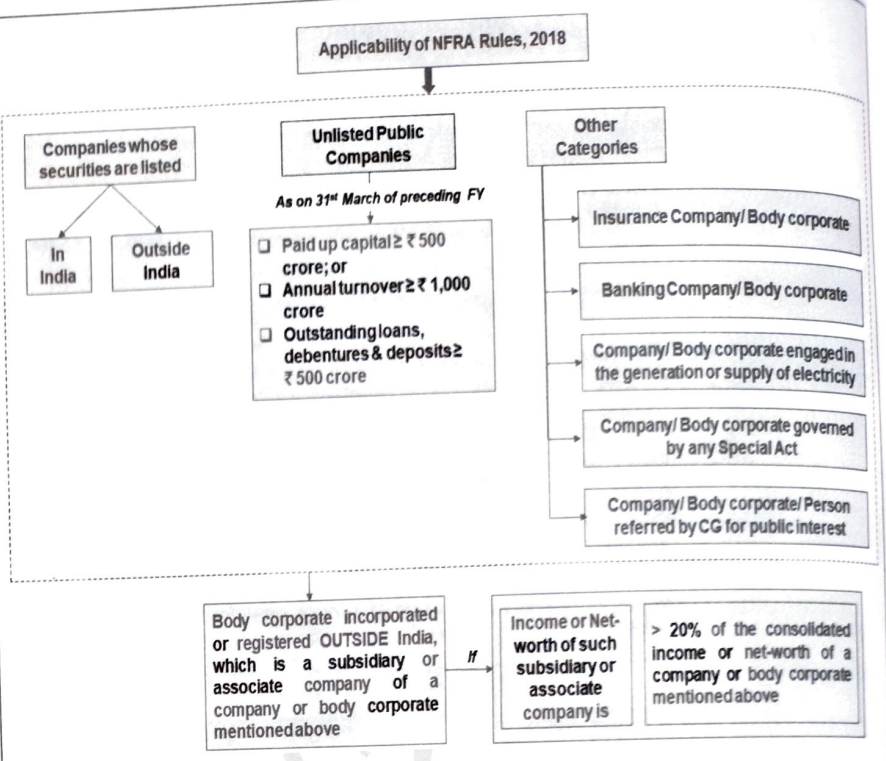 Applicability of NFRA Rules, 2018
Companies whose
securities are listed
In
India
Outside
India
Unlisted Public
Companies
As on 31st March of preceding FY
❑ Paid up capital ≥ ₹ 500
crore; or
❑ Annual turnover ≥ ₹ 1,000
crore
❑ Outstanding loans,
debentures & deposits ≥
₹ 500 crore
Other
Categories
Insurance Company/ Body corporate
Banking Company/ Body corporate
Company/ Body corporate engaged in
the generation or supply of electricity
Company/ Body corporate governed
by any Special Act
Company/ Body corporate/ Person
referred by CG for public interest
Body corporate incorporated
or registered OUTSIDE India,
which is a subsidiary or
associate company of a
company or body corporate
mentioned above
If
Income or Net-
worth of such
subsidiary or
associate
company is
> 20% of the consolidated
income or net-worth of a
company or body corporate
mentioned above